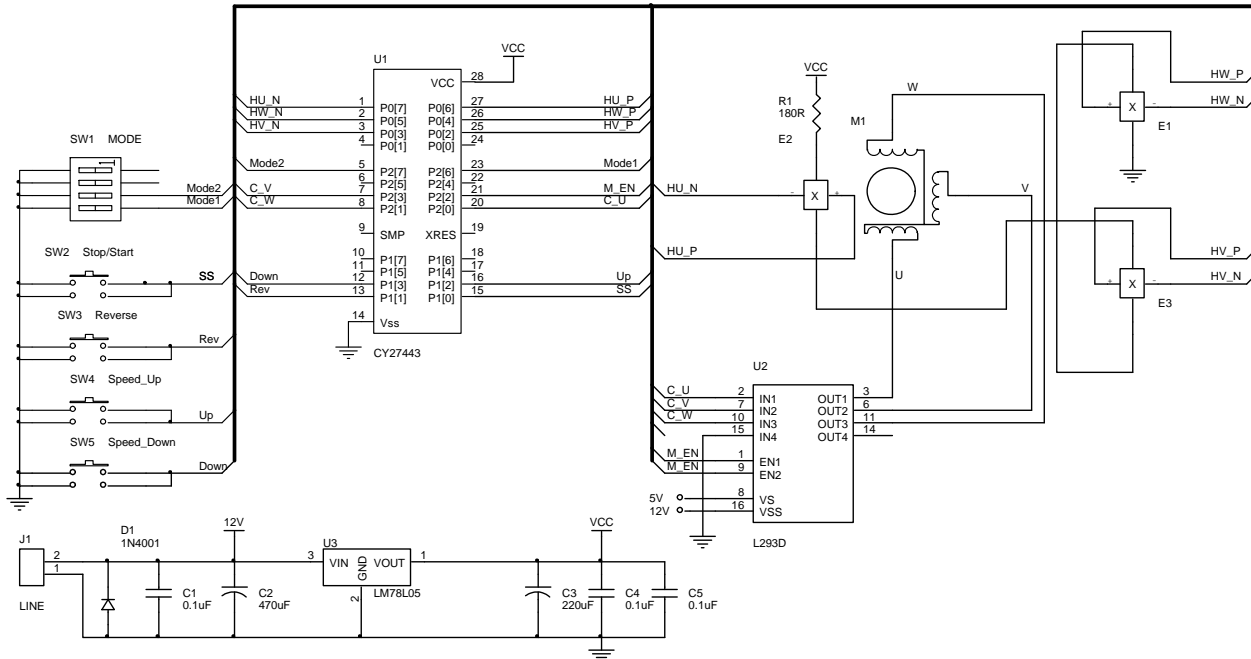 U1
VCC
28
VCC
CY27443
HU_N 1 P0[7] P0[6] 27 HU_P
HW_N 2 P0[5] P0[4] 26 HW_P
HV_N 3 P0[3] P0[2] 25 HV_P
4 P0[1] P0[0] 24
Mode2 5 P2[7] P2[6] 23 Mode1
6 P2[5] P2[4] 22
C_V 7 P2[3] P2[2] 21 M_EN
C_W 8 P2[1] P2[0] 20 C_U
9 SMP XRES 19
10 P1[7] P1[6] 18
11 P1[5] P1[4] 17
Down 12 P1[3] P1[2] 16 Up
Rev 13 P1[1] P1[0] 15 SS
14 Vss
SW1 MODE
Mode2
Mode1
SW2 Stop/Start
SS
SW3 Reverse
Rev
SW4 Speed_Up
Up
SW5 Speed_Down
Down
VCC
R1
180R
E2
M1
W
V
U
HU_N - X +
HU_P
HW_P
HW_N
+ X -
E1
HV_P
HV_N
+ X -
E3
U2
C_U 2 IN1 OUT1 3
C_V 7 IN2 OUT2 6
C_W 10 IN3 OUT3 11
15 IN4 OUT4 14
M_EN 1 EN1
M_EN 9 EN2
5V 8 VS
12V 16 VSS
L293D
J1
2
1
LINE
D1
1N4001
12V
C1
0.1uF
C2
470uF
U3
3 VIN VOUT 1
GND
2
LM78L05
VCC
C3
220uF
C4
0.1uF
C5
0.1uF